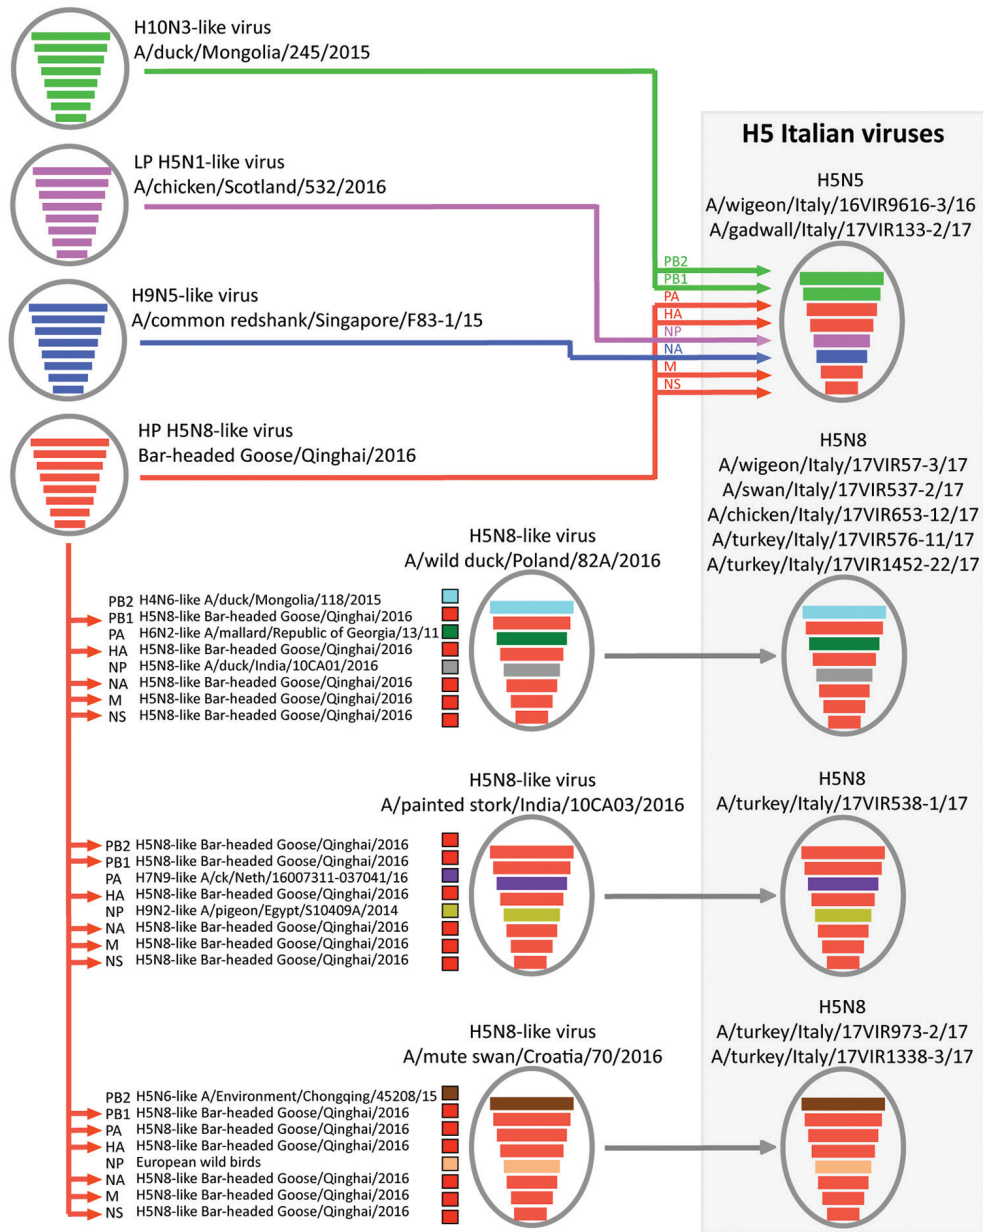 H10N3-like virus
A/duck/Mongolia/245/2015
LP H5N1-like virus
A/chicken/Scotland/532/2016
H9N5-like virus
A/common redshank/Singapore/F83-1/15
HP H5N8-like virus
Bar-headed Goose/Qinghai/2016
H5 Italian viruses
H5N5
A/wigeon/Italy/16VIR9616-3/16
A/gadwall/Italy/17VIR133-2/17
PB2
PB1
PA
HA
NP
NA
M
NS
H5N8
A/wigeon/Italy/17VIR57-3/17
A/swan/Italy/17VIR537-2/17
A/chicken/Italy/17VIR653-12/17
A/turkey/Italy/17VIR576-11/17
A/turkey/Italy/17VIR1452-22/17
H5N8-like virus
A/wild duck/Poland/82A/2016
PB2 H4N6-like A/duck/Mongolia/118/2015
PB1 H5N8-like Bar-headed Goose/Qinghai/2016
PA H6N2-like A/mallard/Republic of Georgia/13/11
HA H5N8-like Bar-headed Goose/Qinghai/2016
NP H5N8-like A/duck/India/10CA01/2016
NA H5N8-like Bar-headed Goose/Qinghai/2016
M H5N8-like Bar-headed Goose/Qinghai/2016
NS H5N8-like Bar-headed Goose/Qinghai/2016
H5N8-like virus
A/painted stork/India/10CA03/2016
H5N8
A/turkey/Italy/17VIR538-1/17
PB2 H5N8-like Bar-headed Goose/Qinghai/2016
PB1 H5N8-like Bar-headed Goose/Qinghai/2016
PA H7N9-like A/ck/Neth/16007311-037041/16
HA H5N8-like Bar-headed Goose/Qinghai/2016
NP H9N2-like A/pigeon/Egypt/S10409A/2014
NA H5N8-like Bar-headed Goose/Qinghai/2016
M H5N8-like Bar-headed Goose/Qinghai/2016
NS H5N8-like Bar-headed Goose/Qinghai/2016
H5N8-like virus
A/mute swan/Croatia/70/2016
H5N8
A/turkey/Italy/17VIR973-2/17
A/turkey/Italy/17VIR1338-3/17
PB2 H5N6-like A/Environment/Chongqing/45208/15
PB1 H5N8-like Bar-headed Goose/Qinghai/2016
PA H5N8-like Bar-headed Goose/Qinghai/2016
HA H5N8-like Bar-headed Goose/Qinghai/2016
NP European wild birds
NA H5N8-like Bar-headed Goose/Qinghai/2016
M H5N8-like Bar-headed Goose/Qinghai/2016
NS H5N8-like Bar-headed Goose/Qinghai/2016